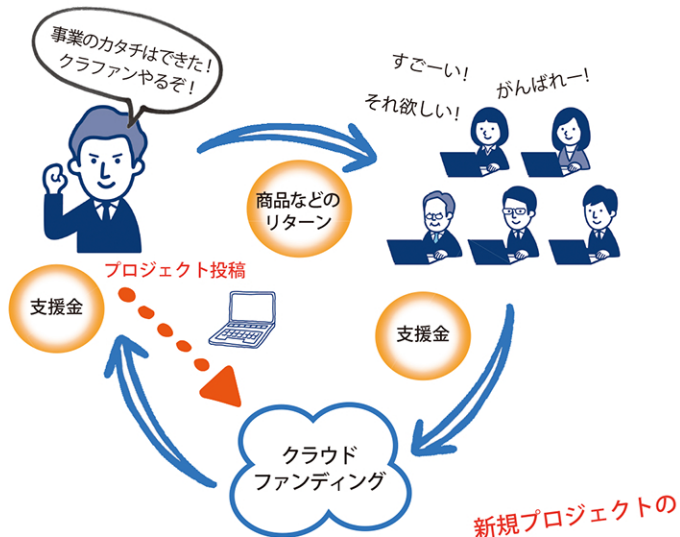 事業のカタチはできた!
クラファンやるぞ!
すごーい!
がんばれー!
それ欲しい!
商品などの
リターン
プロジェクト投稿
支援金
支援金
クラウド
ファンディング
新規プロジェクトの